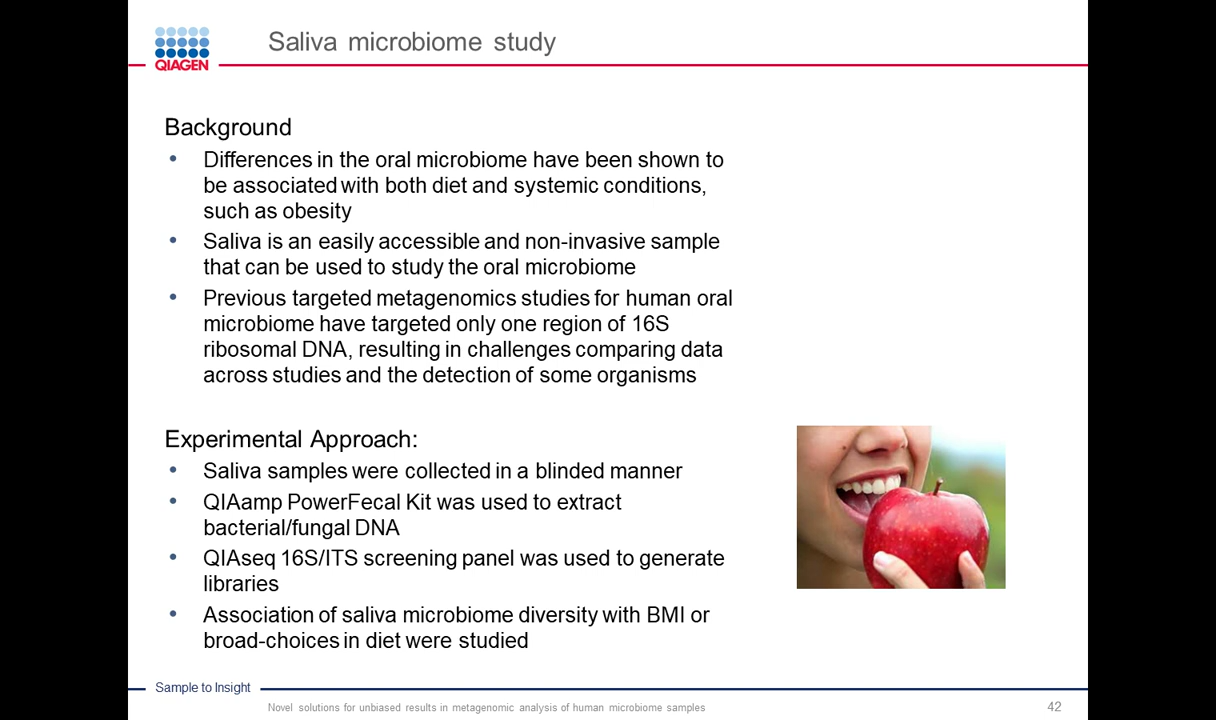 QIAGEN
Saliva microbiome study
Background
• Differences in the oral microbiome have been shown to
be associated with both diet and systemic conditions,
such as obesity
• Saliva is an easily accessible and non-invasive sample
that can be used to study the oral microbiome
• Previous targeted metagenomics studies for human oral
microbiome have targeted only one region of 16S
ribosomal DNA, resulting in challenges comparing data
across studies and the detection of some organisms
Experimental Approach:
• Saliva samples were collected in a blinded manner
• QIAamp PowerFecal Kit was used to extract
bacterial/fungal DNA
• QIAseq 16S/ITS screening panel was used to generate
libraries
• Association of saliva microbiome diversity with BMI or
broad-choices in diet were studied
Sample to Insight
Novel solutions for unbiased results in metagenomic analysis of human microbiome samples
42